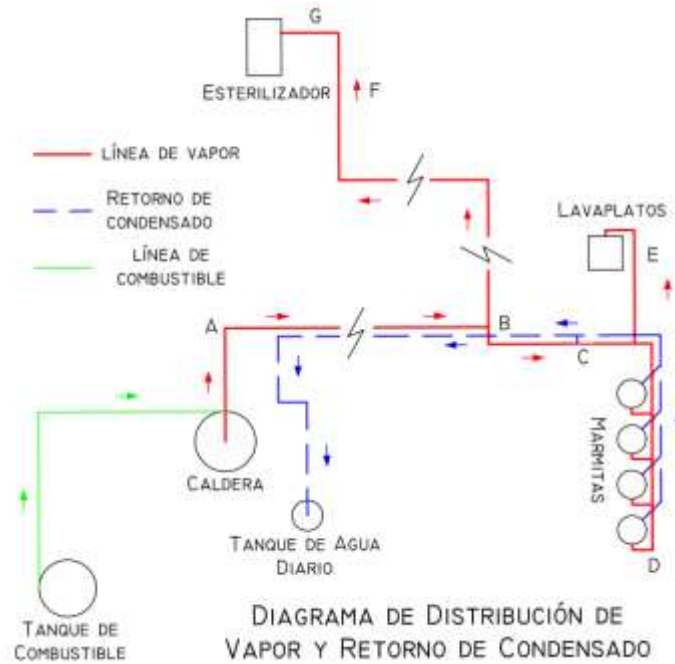 G
ESTERILIZADOR
F
LÍNEA DE VAPOR
RETORNO DE
CONDENSADO
LÍNEA DE
COMBUSTIBLE
LAVAPLATOS
E
A
B
C
MARMITAS
CALDERA
D
TANQUE DE AGUA
DIARIO
TANQUE DE
COMBUSTIBLE
DIAGRAMA DE DISTRIBUCIÓN DE
VAPOR Y RETORNO DE CONDENSADO